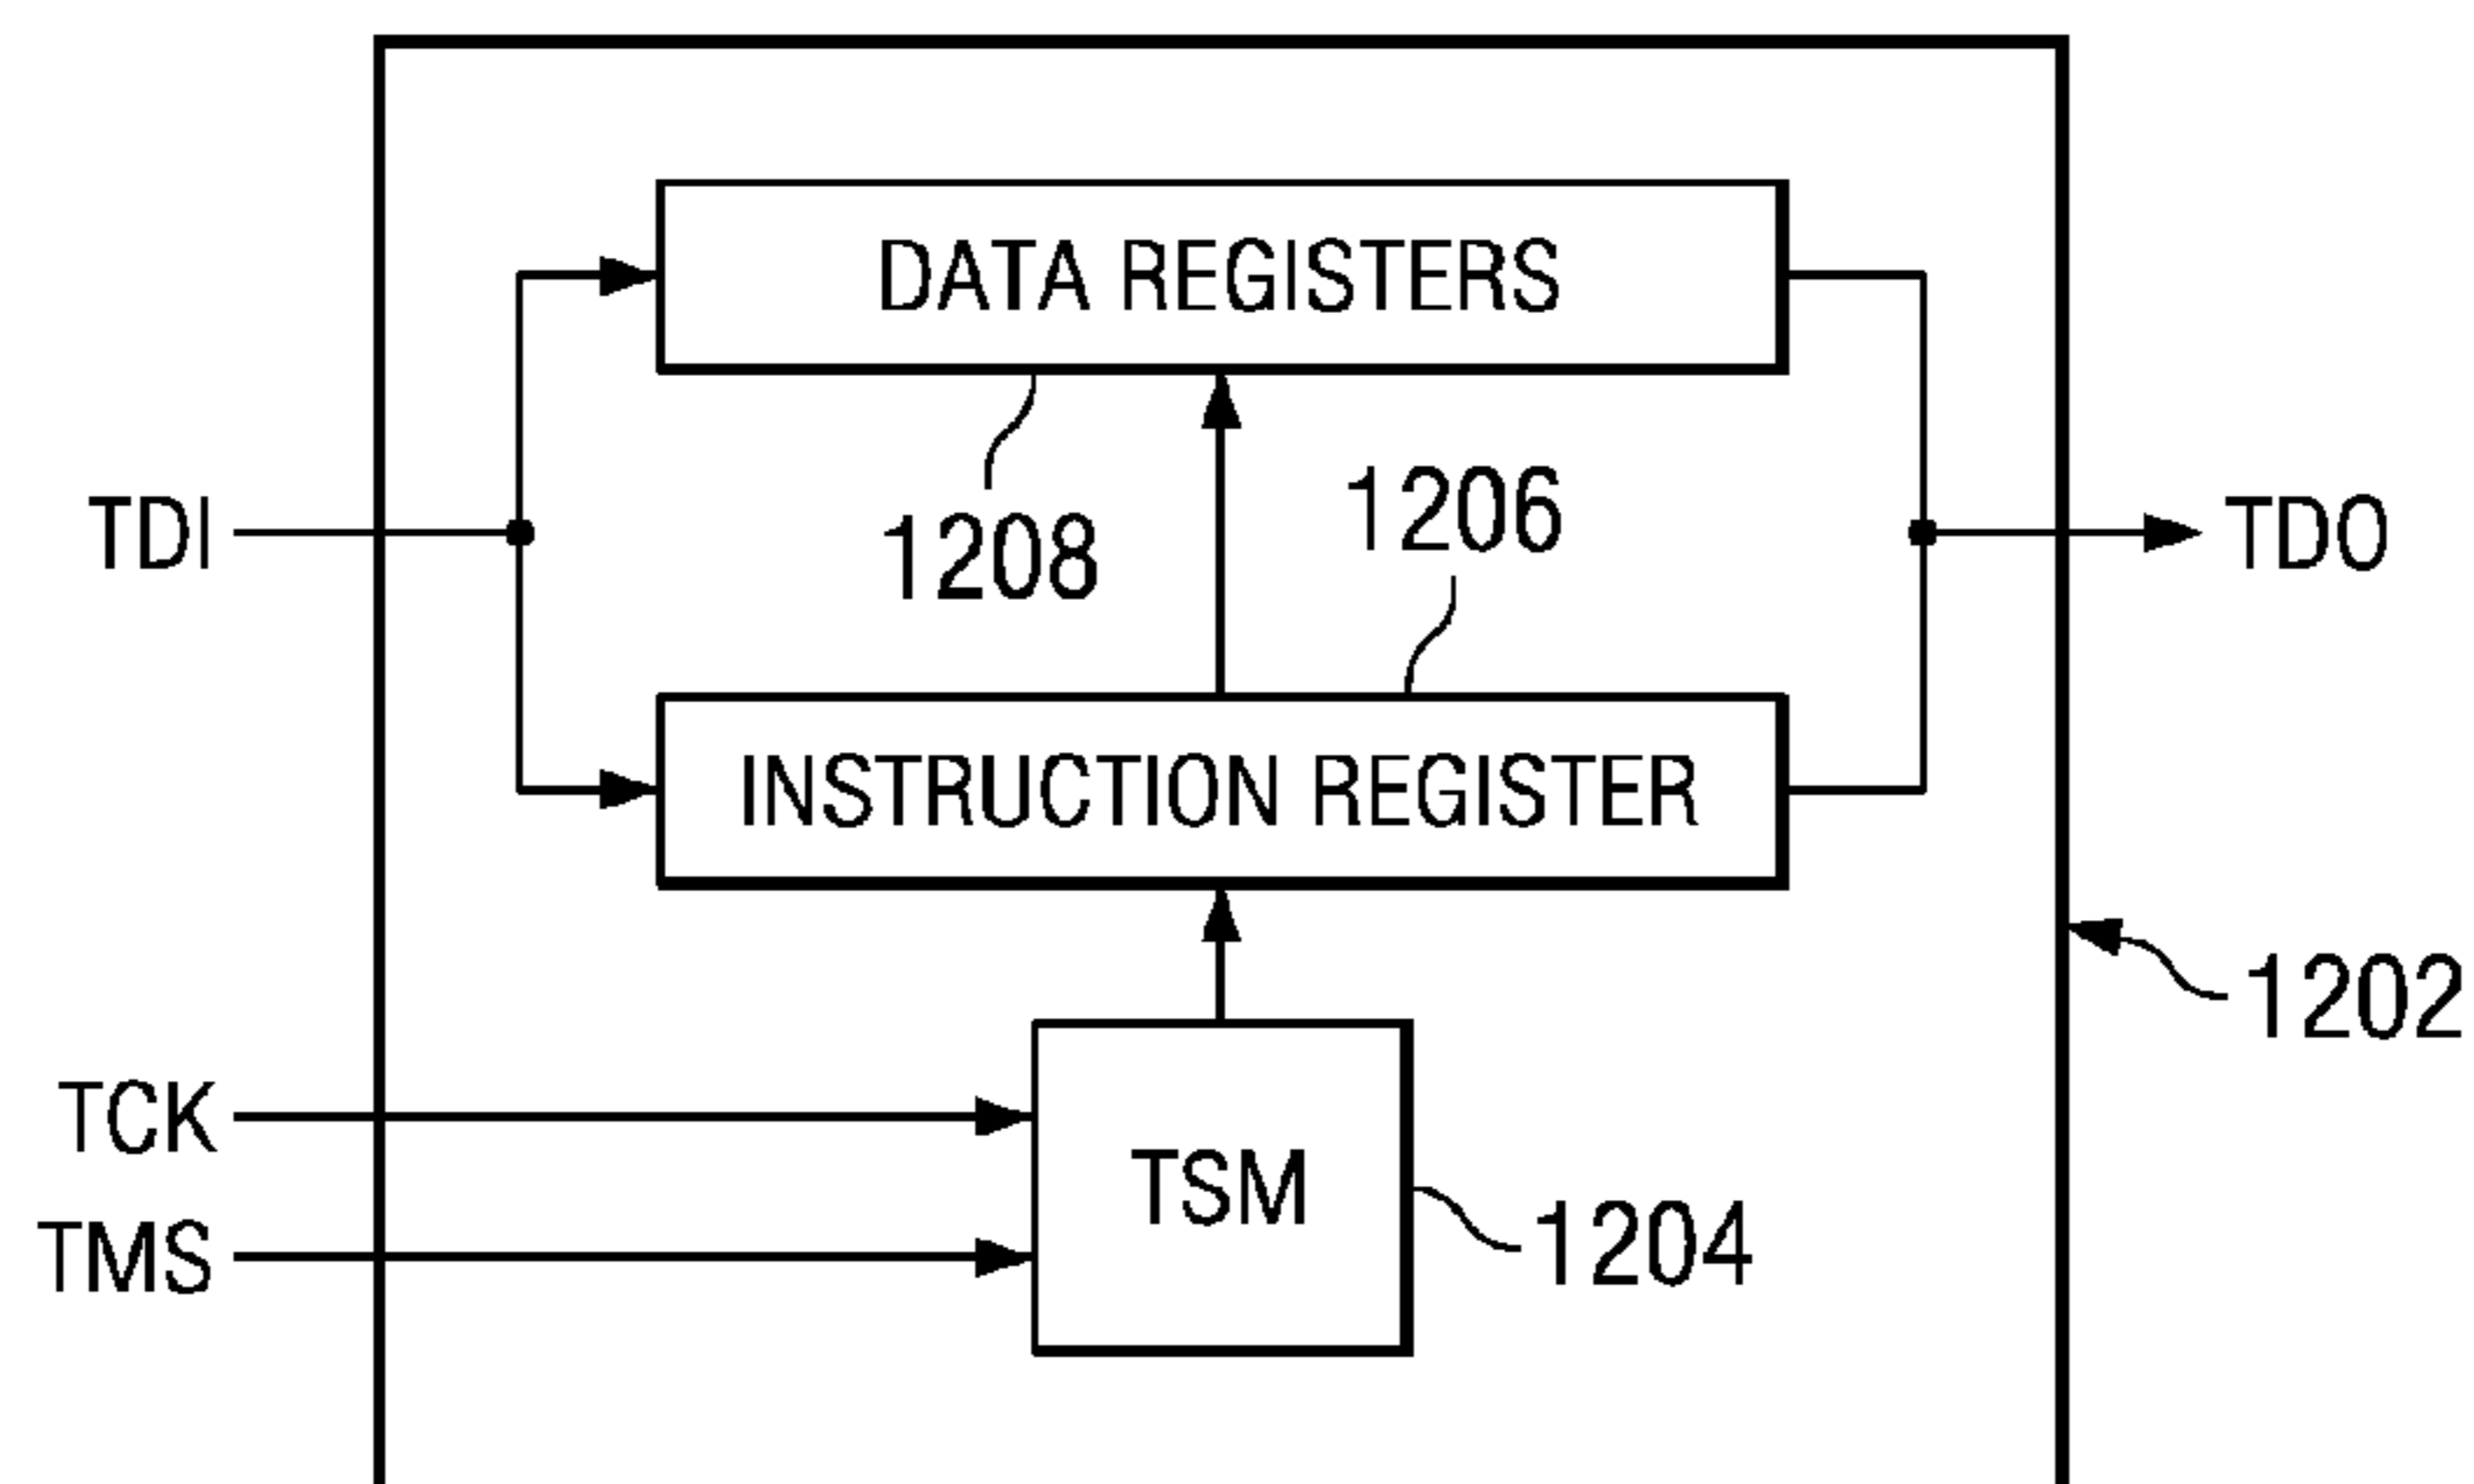 DATA REGISTERS
1206
TDI
1208
TDO
INSTRUCTION REGISTER
1202
TCK
TSM
TMS
1204